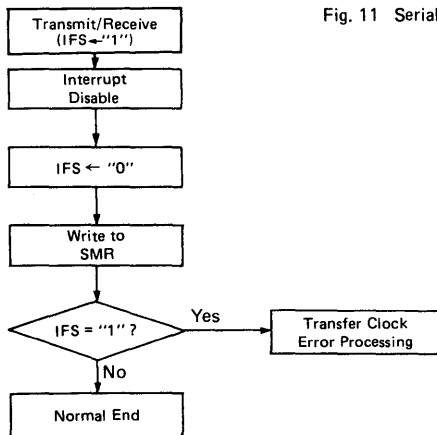 Transmit/Receive
(IFS←"1")
Fig. 11 Serial
Interrupt
Disable
IFS ← "0"
Write to
SMR
IFS = "1" ?
Yes
Transfer Clock
Error Processing
No
Normal End